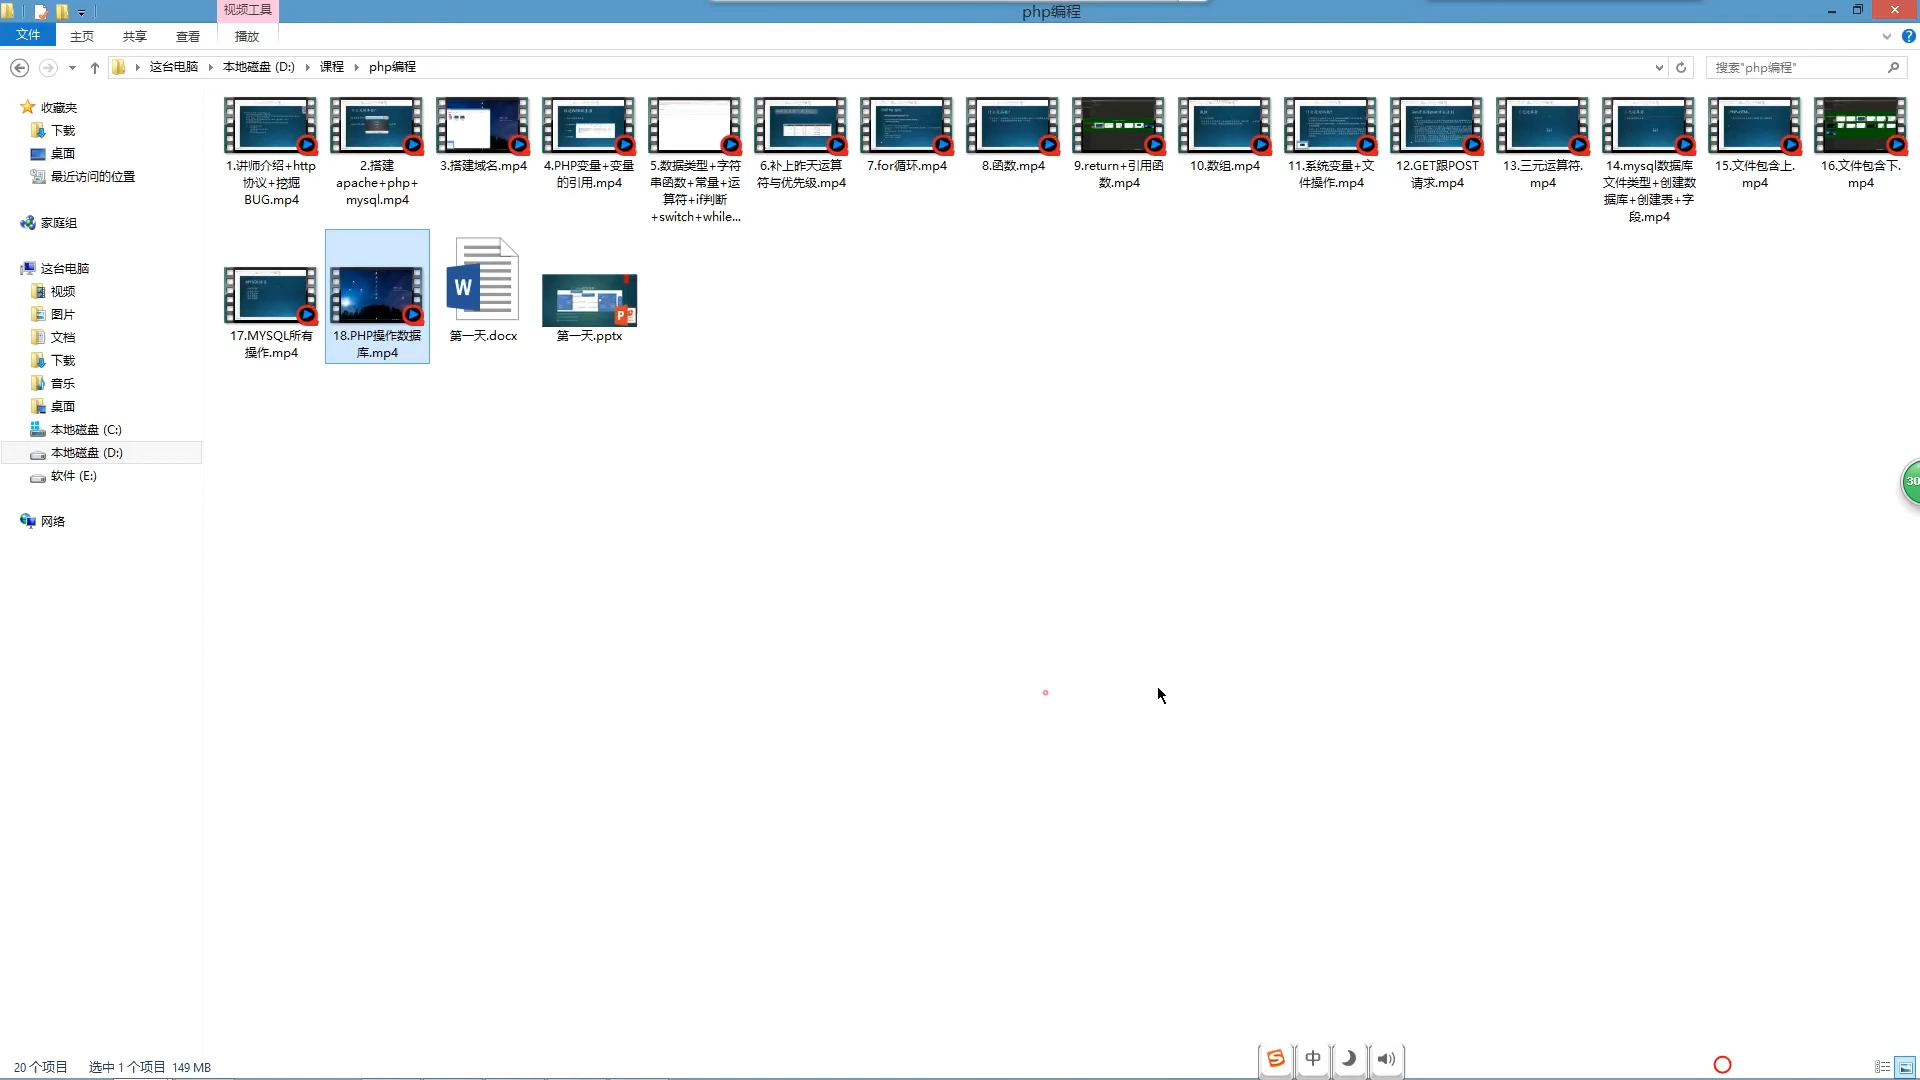 视频工具
php编程
文件
主页
共享
查看
播放
这台电脑
本地磁盘 (D:)
课程
php编程
搜索"php编程"
收藏夹
下载
桌面
最近访问的位置
家庭组
这台电脑
视频
图片
文档
下载
音乐
桌面
本地磁盘 (C:)
本地磁盘 (D:)
软件 (E:)
网络
1.讲师介绍+http
协议+挖掘
BUG.mp4
2.搭建
apache+php+
mysql.mp4
3.搭建域名.mp4
4.PHP变量+变量
的引用.mp4
5.数据类型+字符
串函数+常量+运
算符+if判断
+switch+while...
6.补上昨天运算
符与优先级.mp4
7.for循环.mp4
8.函数.mp4
9.return+引用函
数.mp4
10.数组.mp4
11.系统变量+文
件操作.mp4
12.GET跟POST
请求.mp4
13.三元运算符.
mp4
14.mysql数据库
文件类型+创建数
据库+创建表+字
段.mp4
15.文件包含上.
mp4
16.文件包含下.
mp4
17.MYSQL所有
操作.mp4
18.PHP操作数据
库.mp4
W
第一天.docx
P
第一天.pptx
30
20 个项目
选中 1 个项目 149 MB
S
中